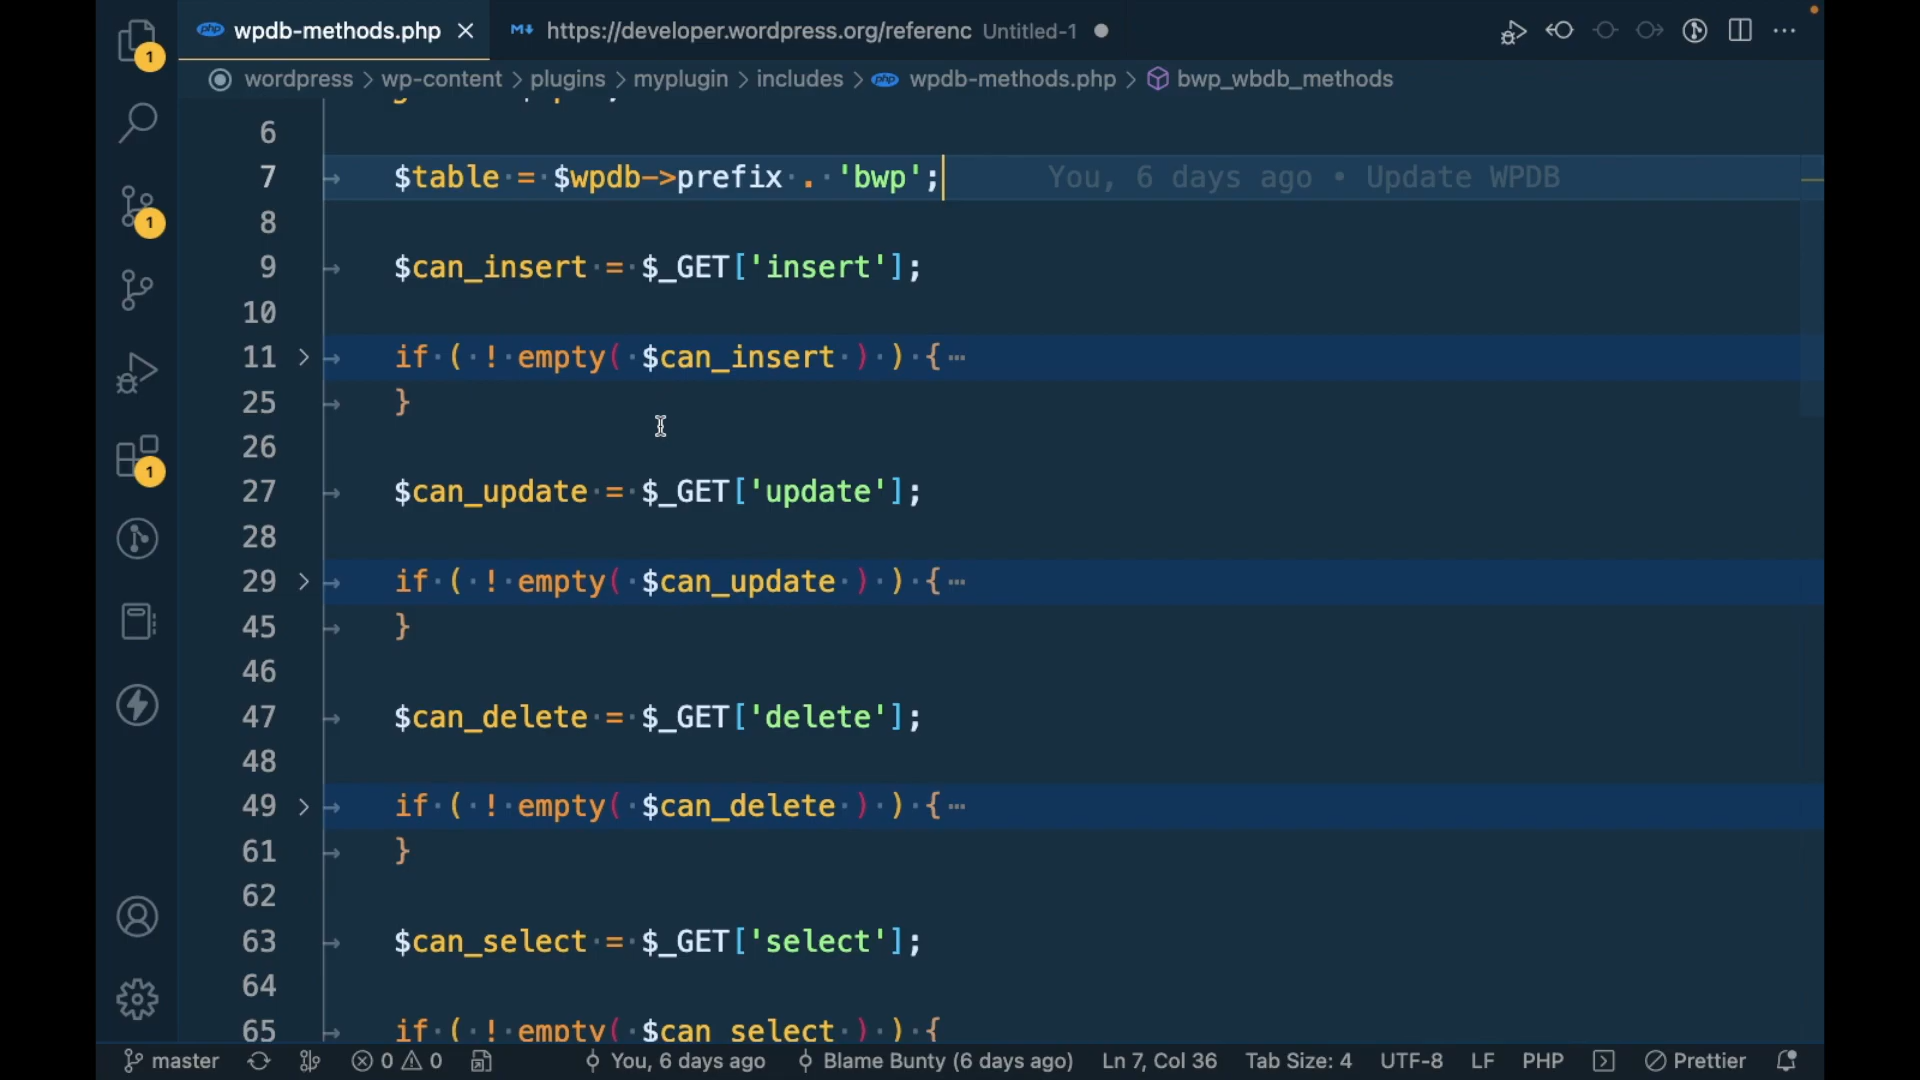 wpdb-methods.php https://developer.wordpress.org/referenc Untitled-1
wordpress > wp-content > plugins > myplugin > includes > wpdb-methods.php > bwp_wbdb_methods
6
7 $table = $wpdb->prefix . 'bwp'; You, 6 days ago • Update WPDB
8
9 $can_insert = $_GET['insert'];
10
11 if ( ! empty( $can_insert ) ) {…
25 }
26
27 $can_update = $_GET['update'];
28
29 if ( ! empty( $can_update ) ) {…
45 }
46
47 $can_delete = $_GET['delete'];
48
49 if ( ! empty( $can_delete ) ) {…
61 }
62
63 $can_select = $_GET['select'];
64
65 if ( ! empty( $can_select ) ) {
master 0 0 You, 6 days ago Blame Bunty (6 days ago) Ln 7, Col 36 Tab Size: 4 UTF-8 LF PHP Prettier
1
1
1